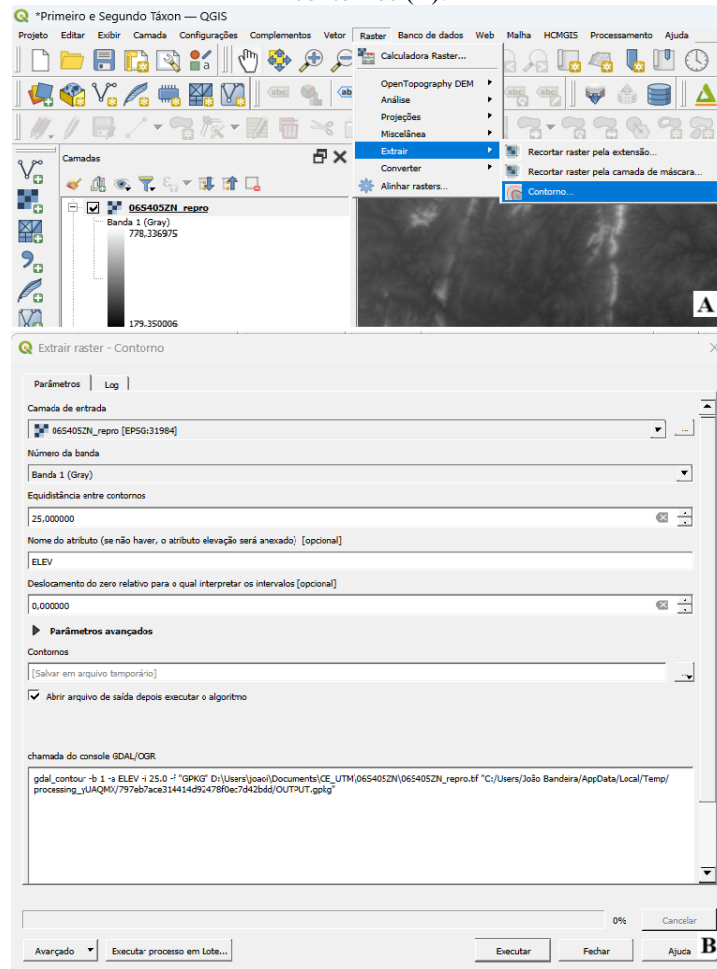 *Primeiro e Segundo Táxon — QGIS
Projeto Editar Exibir Camada Configurações Complementos Vetor Raster Banco de dados Web Malha HCMGIS Processamento Ajuda
Calculadora Raster...
OpenTopography DEM
Análise
Projeções
Miscelânea
Extrair
Recortar raster pela extensão...
Converter
Recortar raster pela camada de máscara...
Alinhar rasters...
Contorno...
Camadas
06S405ZN_repro
Banda 1 (Gray)
778,336975
179,350006
A
Extrair raster - Contorno
Parâmetros Log
Camada de entrada
06S405ZN_repro [EPSG:31984]
Número da banda
Banda 1 (Gray)
Equidistância entre contornos
25,000000
Nome do atributo (se não haver, o atributo elevação será anexado) [opcional]
ELEV
Deslocamento do zero relativo para o qual interpretar os intervalos [opcional]
0,000000
Parâmetros avançados
Contornos
[Salvar em arquivo temporário]
Abrir arquivo de saída depois executar o algoritmo
chamada do console GDAL/OGR
gdal_contour -b 1 -a ELEV -i 25.0 -f "GPKG" D:\Users\joaoi\Documents\CE_UTM\06S405ZN\06S405ZN_repro.tif "C:/Users/João Bandeira/AppData/Local/Temp/
processing_yUAQMX/797eb7ace314414d92478f0ec7d42bdd/OUTPUT.gpkg"
0% Cancelar
Avançado Executar processo em Lote... Executar Fechar Ajuda B